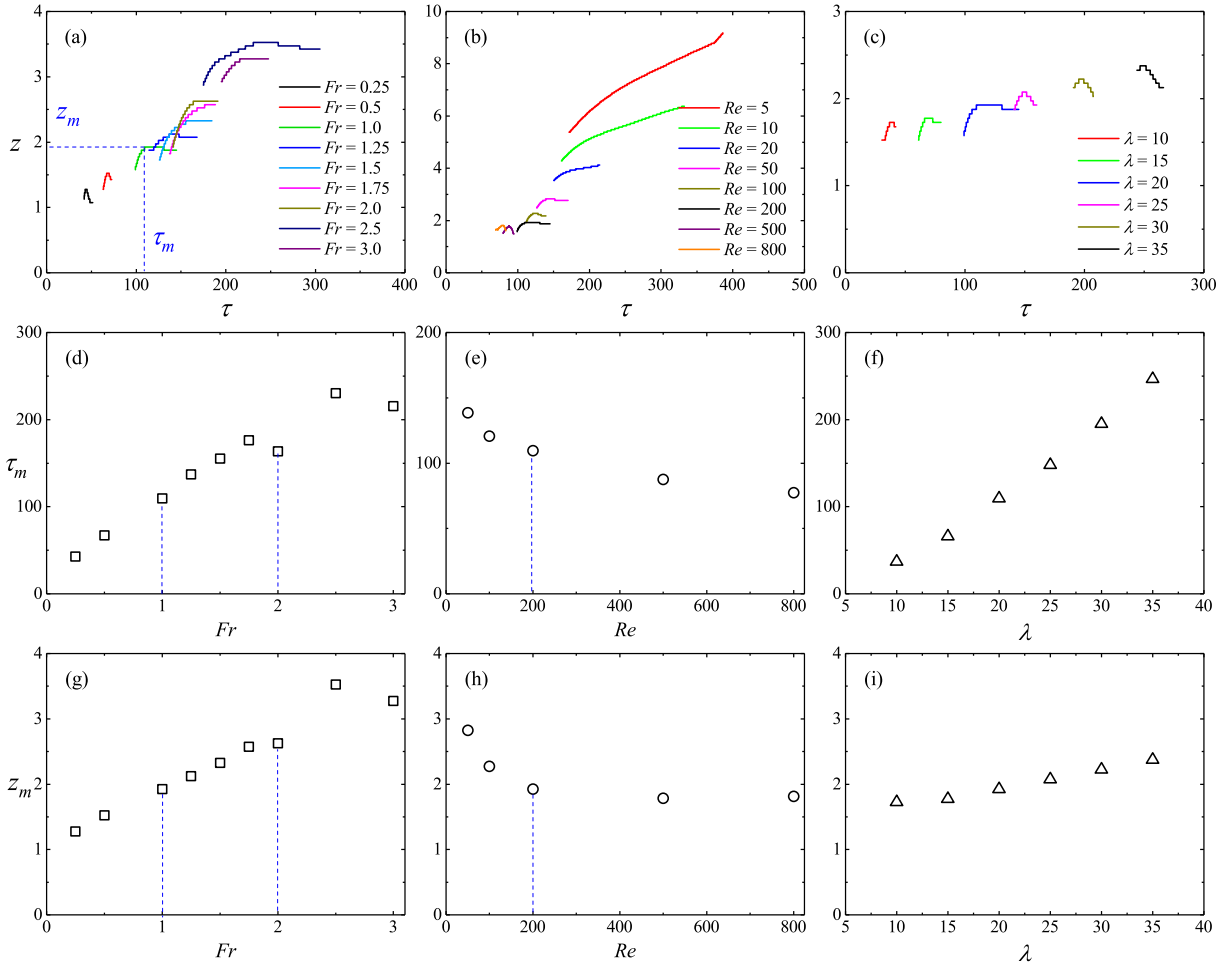 (a)
4
3
2
1
0
z
z_m
τ_m
Fr = 0.25
Fr = 0.5
Fr = 1.0
Fr = 1.25
Fr = 1.5
Fr = 1.75
Fr = 2.0
Fr = 2.5
Fr = 3.0
0 100 200 300 400
τ
(b)
10
8
6
4
2
0
Re = 5
Re = 10
Re = 20
Re = 50
Re = 100
Re = 200
Re = 500
Re = 800
0 100 200 300 400 500
τ
(c)
3
2
1
0
λ = 10
λ = 15
λ = 20
λ = 25
λ = 30
λ = 35
0 100 200 300
τ
(d)
300
200
100
0
τ_m
0 1 2 3
Fr
(e)
200
100
0
0 200 400 600 800
Re
(f)
300
200
100
0
5 10 15 20 25 30 35 40
λ
(g)
4
3
2
1
0
z_m
0 1 2 3
Fr
(h)
4
3
2
1
0
0 200 400 600 800
Re
(i)
4
3
2
1
0
5 10 15 20 25 30 35 40
λ